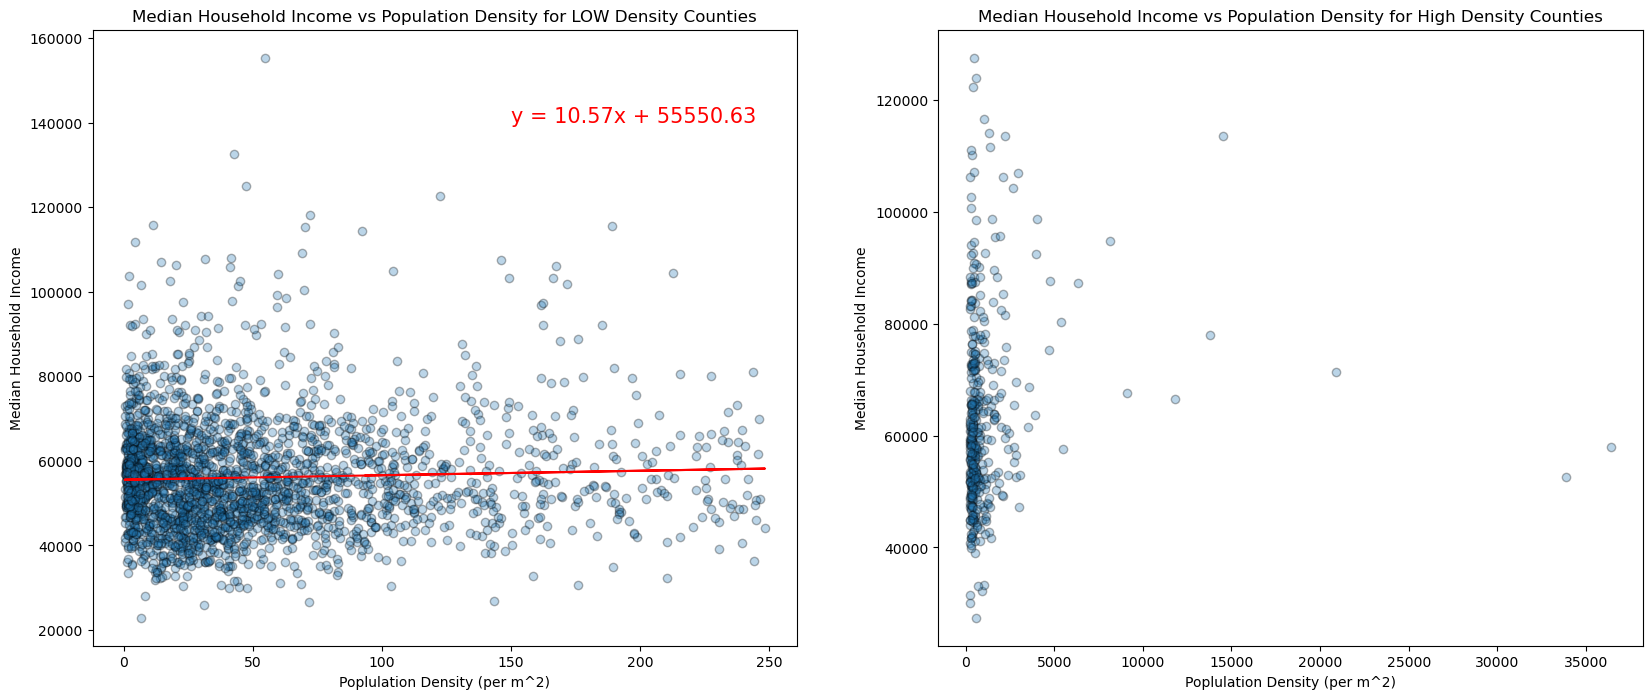 Median Household Income vs Population Density for LOW Density Counties
160000
140000
120000
100000
80000
60000
40000
20000
Median Household Income
y = 10.57x + 55550.63
0 50 100 150 200 250
Poplulation Density (per m^2)
Median Household Income vs Population Density for High Density Counties
120000
100000
80000
60000
40000
Median Household Income
0 5000 10000 15000 20000 25000 30000 35000
Poplulation Density (per m^2)